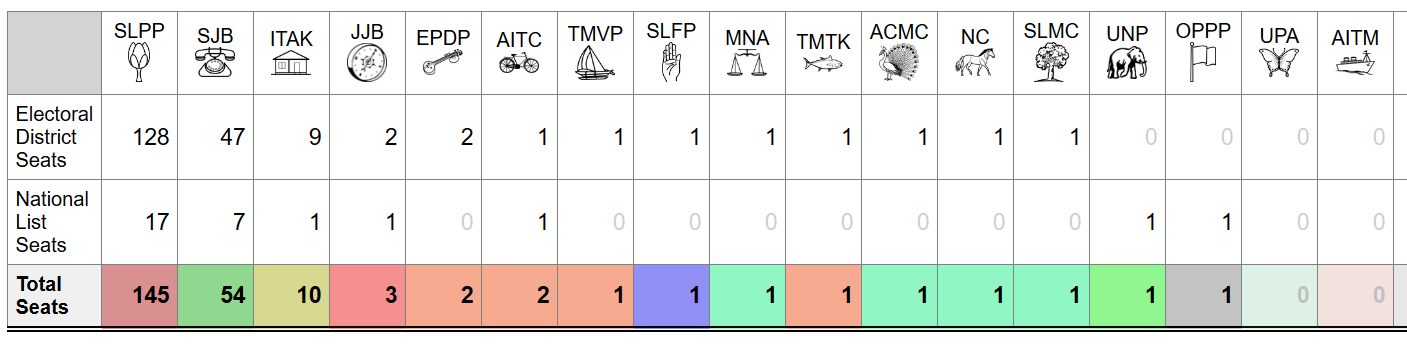 SLPP SJB ITAK JJB EPDP AITC TMVP SLFP MNA TMTK ACMC NC SLMC UNP OPPP UPA AITM
Electoral
District
Seats
128 47 9 2 2 1 1 1 1 1 1 1 1 0 0 0 0
National
List
Seats
17 7 1 1 0 1 0 0 0 0 0 0 0 1 1 0 0
Total
Seats
145 54 10 3 2 2 1 1 1 1 1 1 1 1 1 0 0